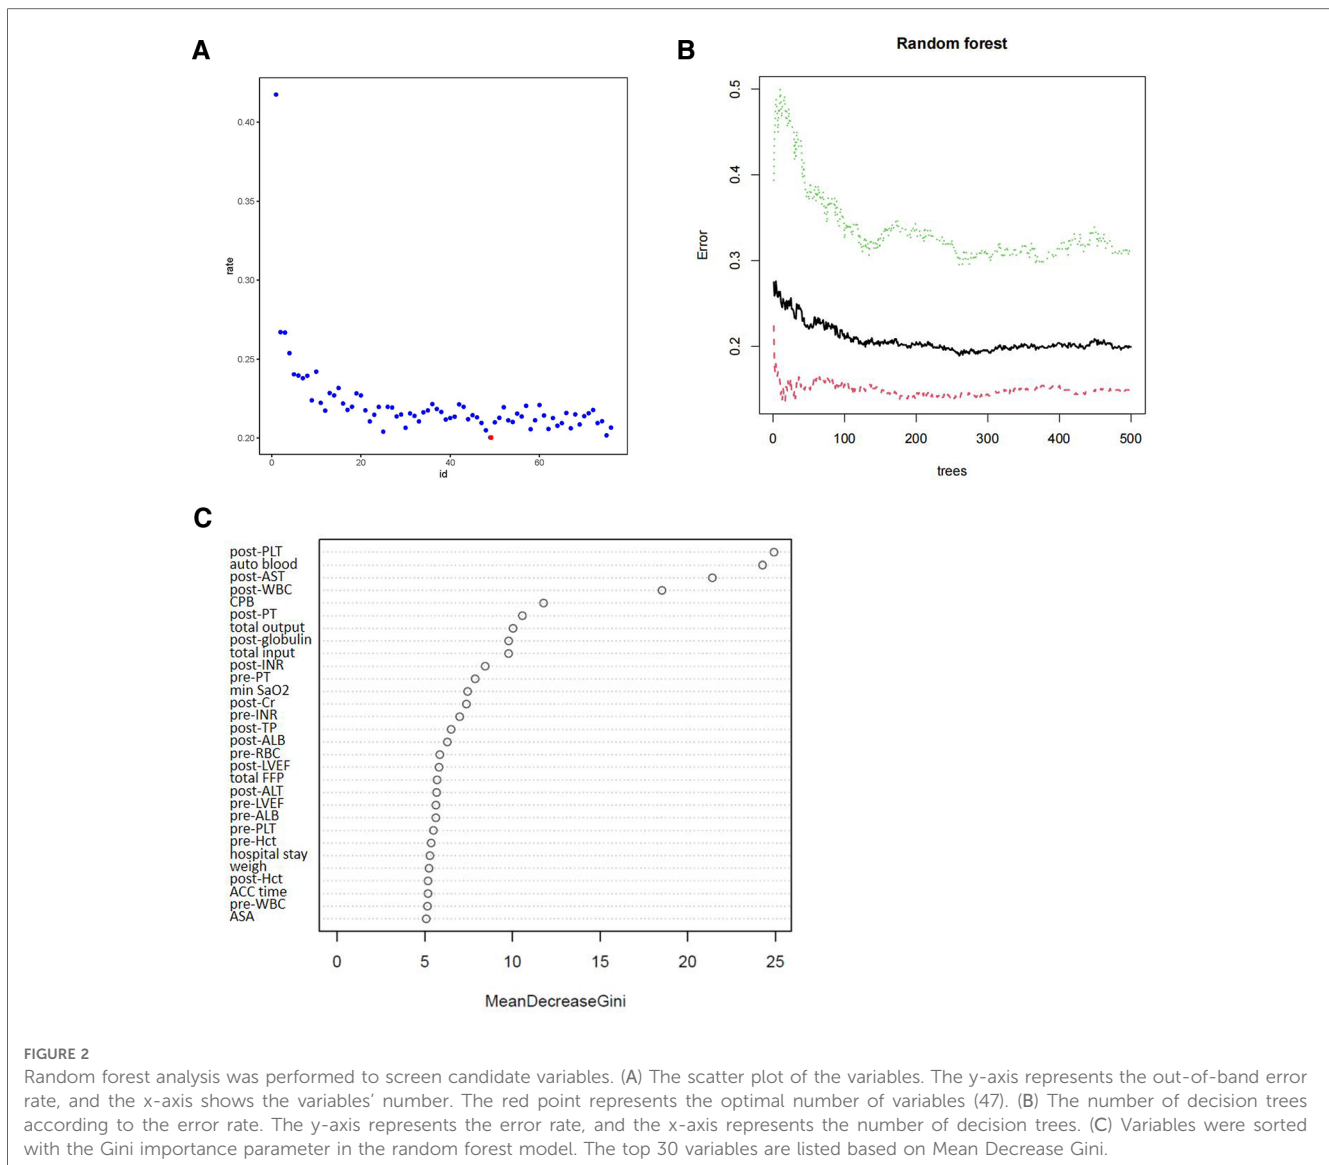 A
0.40
0.35
0.30
0.25
0.20
rate
0
20
40
60
id
B
Random forest
0.5
0.4
0.3
0.2
Error
0
100
200
300
400
500
trees
C
post-PLT
auto blood
post-AST
post-WBC
CPB
post-PT
total output
post-globulin
total input
post-INR
pre-PT
min SaO2
post-Cr
pre-INR
post-TP
post-ALB
pre-RBC
post-LVEF
total FFP
post-ALT
pre-LVEF
pre-ALB
pre-PLT
pre-Hct
hospital stay
weigh
post-Hct
ACC time
pre-WBC
ASA
0
5
10
15
20
25
MeanDecreaseGini
FIGURE 2
Random forest analysis was performed to screen candidate variables. (A) The scatter plot of the variables. The y-axis represents the out-of-band error
rate, and the x-axis shows the variables' number. The red point represents the optimal number of variables (47). (B) The number of decision trees
according to the error rate. The y-axis represents the error rate, and the x-axis represents the number of decision trees. (C) Variables were sorted
with the Gini importance parameter in the random forest model. The top 30 variables are listed based on Mean Decrease Gini.